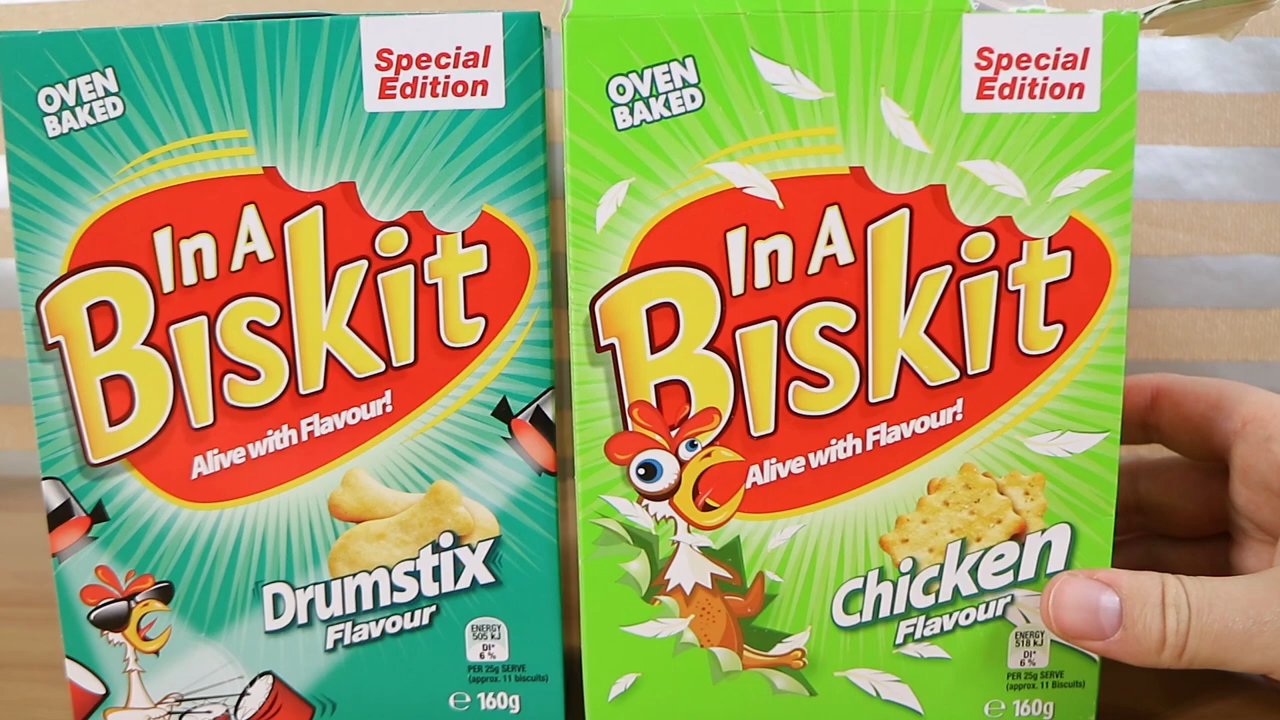 OVEN
BAKED
Special
Edition
In A
Biskit
Alive with Flavour!
Drumstix
Flavour
ENERGY
505 kJ
DI*
6 %
PER 25g SERVE
(approx. 11 biscuits)
e 160g
OVEN
BAKED
Special
Edition
In A
Biskit
Alive with Flavour!
Chicken
Flavour
ENERGY
518 kJ
DI*
6 %
PER 25g SERVE
(approx. 11 Biscuits)
e 160g